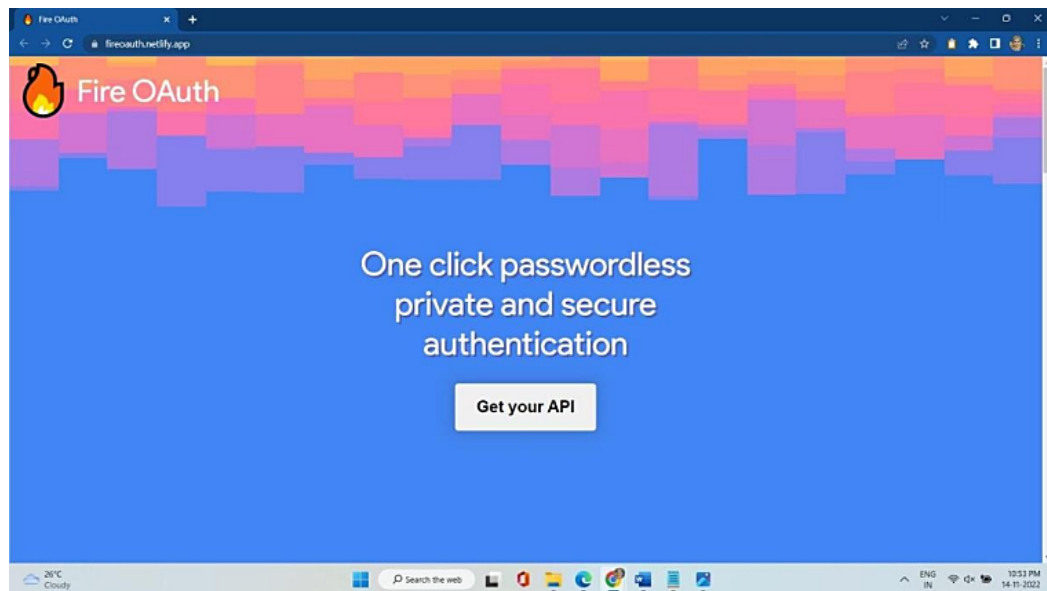 Fire OAuth
fireoauth.netlify.app
Fire OAuth
One click passwordless
private and secure
authentication
Get your API
26°C
Cloudy
Search the web
ENG
IN
10:53 PM
14-11-2022